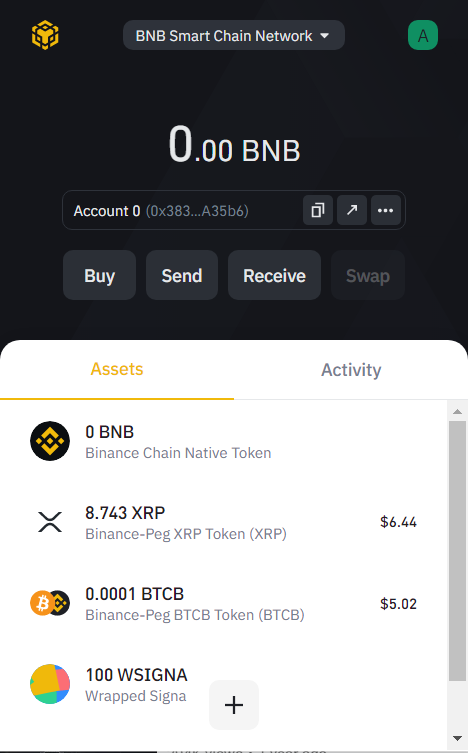 BNB Smart Chain Network
A
0.00 BNB
Account 0 (0x383...A35b6)
Buy Send Receive Swap
Assets Activity
0 BNB
Binance Chain Native Token
8.743 XRP
Binance-Peg XRP Token (XRP)
$6.44
0.0001 BTCB
Binance-Peg BTCB Token (BTCB)
$5.02
100 WSIGNA
Wrapped Signa